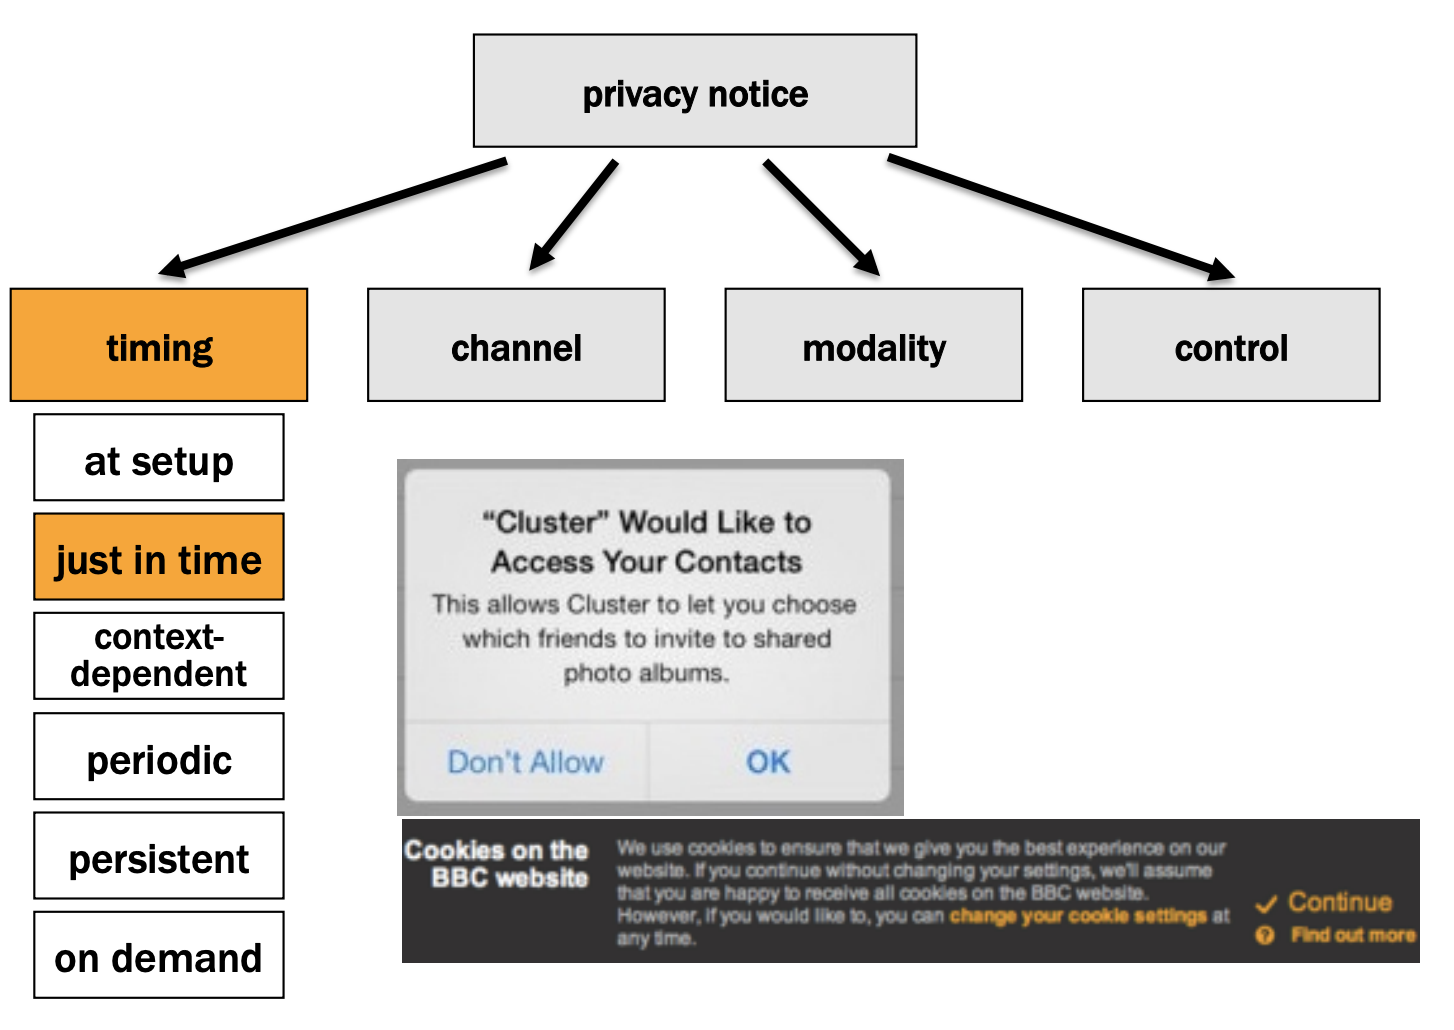 privacy notice
timing
channel
modality
control
at setup
just in time
context-
dependent
periodic
persistent
on demand
“Cluster” Would Like to
Access Your Contacts
This allows Cluster to let you choose
which friends to invite to shared
photo albums.
Don't Allow
OK
Cookies on the
BBC website
We use cookies to ensure that we give you the best experience on our
website. If you continue without changing your settings, we'll assume
that you are happy to receive all cookies on the BBC website.
However, if you would like to, you can change your cookie settings at
any time.
Continue
Find out more